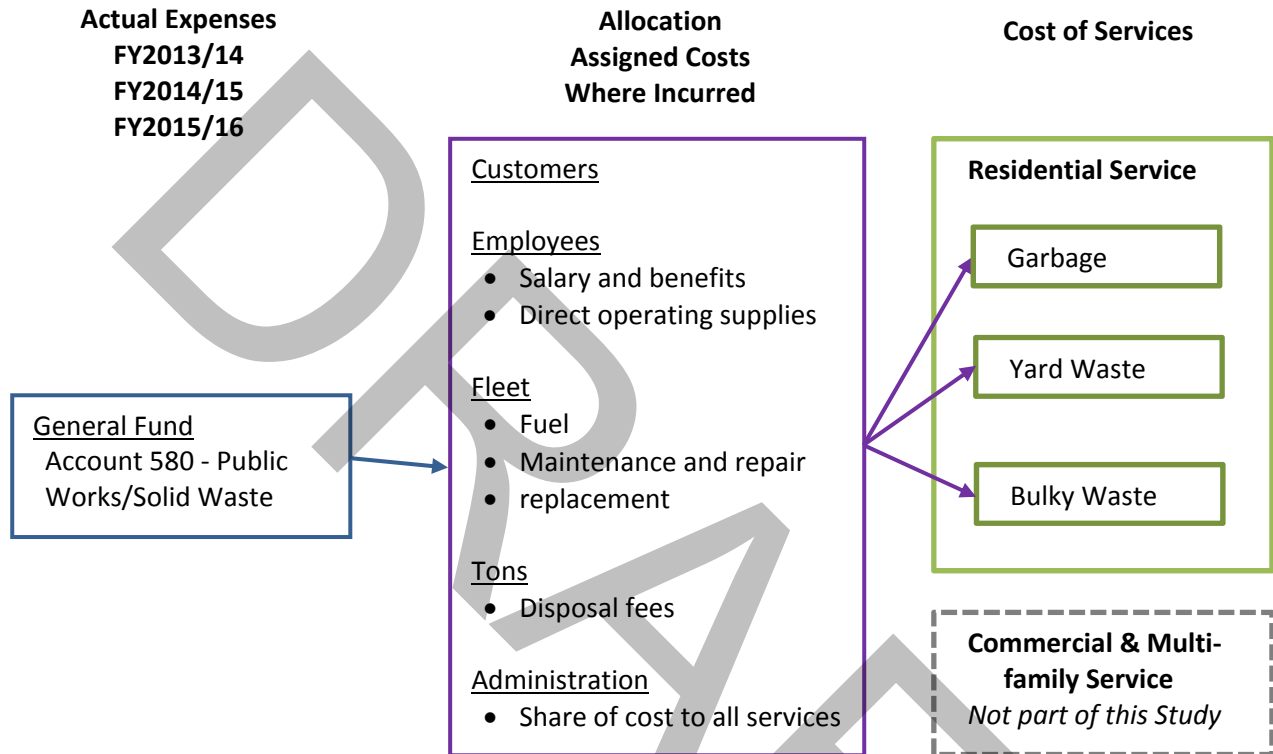 Actual Expenses
FY2013/14
FY2014/15
FY2015/16
Allocation
Assigned Costs
Where Incurred
Cost of Services
General Fund
Account 580 - Public
Works/Solid Waste
Customers
Employees
• Salary and benefits
• Direct operating supplies
Fleet
• Fuel
• Maintenance and repair
• replacement
Tons
• Disposal fees
Administration
• Share of cost to all services
Residential Service
Garbage
Yard Waste
Bulky Waste
Commercial & Multi-
family Service
Not part of this Study
DRAF